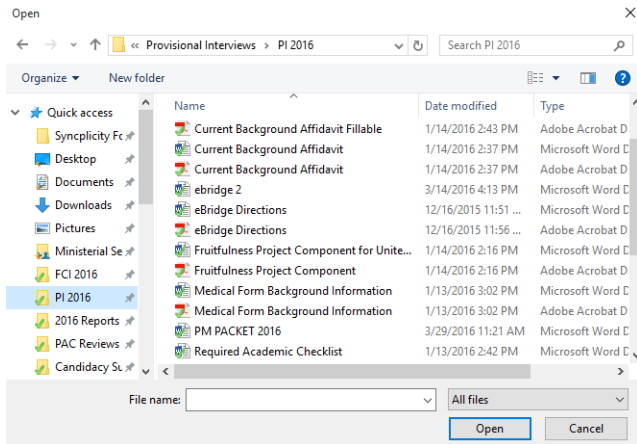 Open
« Provisional Interviews › PI 2016
Search PI 2016
Organize
New folder
?
Name Date modified Type
Quick access
Syncplicity Fc
Desktop
Documents
Downloads
Pictures
Ministerial Se
FCI 2016
PI 2016
2016 Reports
PAC Reviews
Candidacy Su
Current Background Affidavit Fillable 1/14/2016 2:43 PM Adobe Acrobat D
Current Background Affidavit 1/14/2016 2:37 PM Microsoft Word D
Current Background Affidavit 1/14/2016 2:37 PM Adobe Acrobat D
ebridge 2 3/14/2016 4:13 PM Microsoft Word D
eBridge Directions 12/16/2015 11:51 ... Microsoft Word D
eBridge Directions 12/16/2015 11:56 ... Adobe Acrobat D
Fruitfulness Project Component for Unite... 1/14/2016 2:16 PM Microsoft Word D
Fruitfulness Project Component 1/14/2016 2:16 PM Adobe Acrobat D
Medical Form Background Information 1/13/2016 3:02 PM Microsoft Word D
Medical Form Background Information 1/13/2016 3:02 PM Adobe Acrobat D
PM PACKET 2016 3/29/2016 11:21 AM Microsoft Word D
Required Academic Checklist 1/13/2016 2:42 PM Microsoft Word D
File name:
All files
Open
Cancel